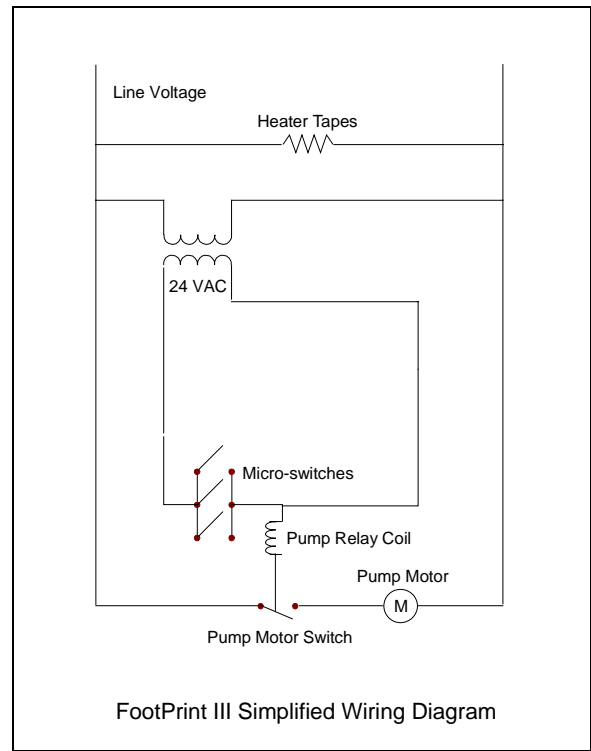 Line Voltage
Heater Tapes
24 VAC
Micro-switches
Pump Relay Coil
Pump Motor
M
Pump Motor Switch
FootPrint III Simplified Wiring Diagram